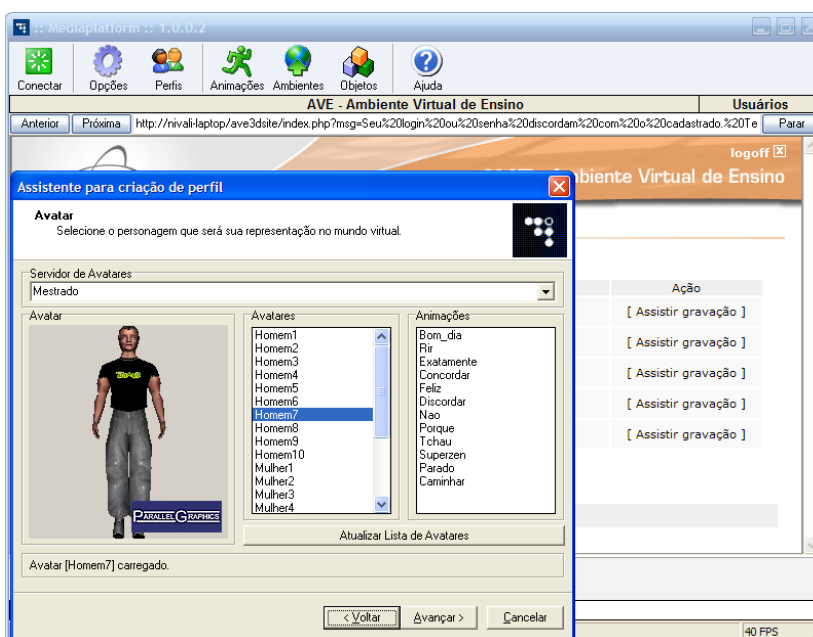 :: Mediaplatform :: 1.0.0.2
Conectar Opções Perfis Animações Ambientes Objetos Ajuda
AVE - Ambiente Virtual de Ensino Usuários
Anterior Próxima http://nivali-laptop/ave3dsite/index.php?msg=Seu%20login%20ou%20senha%20discordam%20com%20o%20cadastrado.%20Te Parar
logoff
biente Virtual de Ensino
Assistente para criação de perfil
Avatar
Selecione o personagem que será sua representação no mundo virtual.
Servidor de Avatares
Mestrado
Avatar
PARALLELGRAPHICS
Avatares
Homem1
Homem2
Homem3
Homem4
Homem5
Homem6
Homem7
Homem8
Homem9
Homem10
Mulher1
Mulher2
Mulher3
Mulher4
Animações
Bom_dia
Rir
Exatamente
Concordar
Feliz
Discordar
Nao
Porque
Tchau
Superzen
Parado
Caminhar
Atualizar Lista de Avatares
Avatar [Homem7] carregado.
< Voltar Avançar > Cancelar
Ação
[ Assistir gravação ]
[ Assistir gravação ]
[ Assistir gravação ]
[ Assistir gravação ]
[ Assistir gravação ]
40 FPS